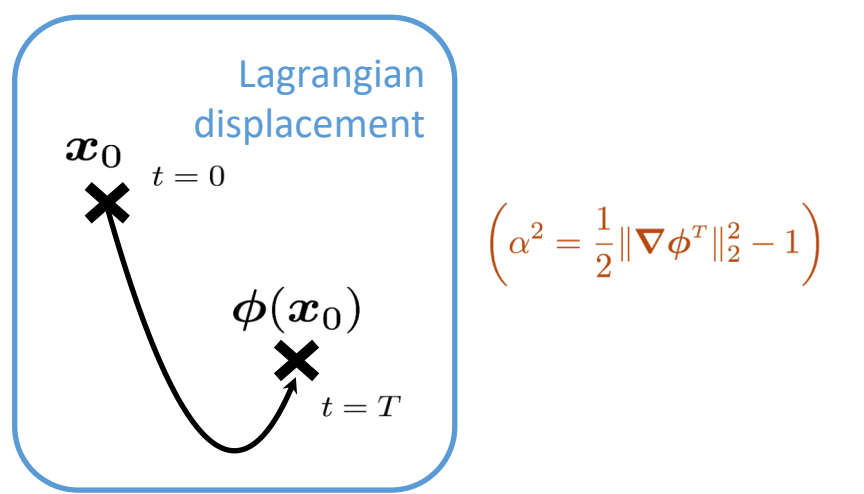 Lagrangian
displacement
x₀
t = 0
ϕ(x₀)
t = T
(α² = 1/2 ‖∇ϕᵀ‖₂² − 1)